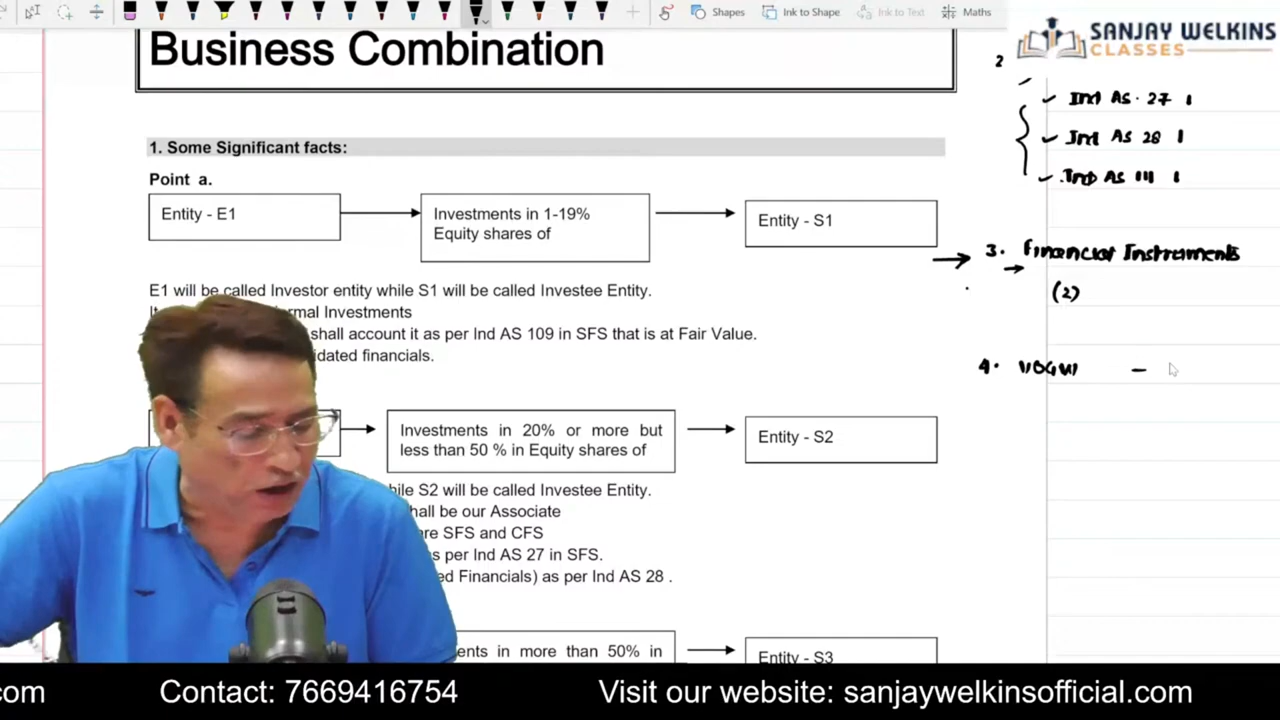 Shapes Ink to Shape Ink to Text Maths
SANJAY WELKINS
CLASSES
Business Combination
1. Some Significant facts:
Point a.
Entity - E1
Investments in 1-19%
Equity shares of
Entity - S1
E1 will be called Investor entity while S1 will be called Investee Entity.
rmal Investments
shall account it as per Ind AS 109 in SFS that is at Fair Value.
idated financials.
Investments in 20% or more but
less than 50 % in Equity shares of
Entity - S2
hile S2 will be called Investee Entity.
hall be our Associate
are SFS and CFS
s per Ind AS 27 in SFS.
ed Financials) as per Ind AS 28 .
ents in more than 50% in
Entity - S3
2
Ind AS. 27 1
Ind AS 28 1
Ind AS 111 1
3. Financial Instruments
(2)
4. -
.com Contact: 7669416754 Visit our website: sanjaywelkinsofficial.com